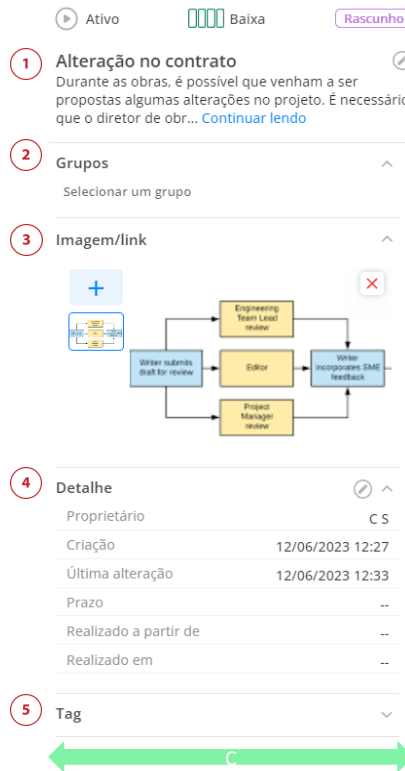 Ativo
Baixa
Rascunho
1
Alteração no contrato
Durante as obras, é possível que venham a ser
propostas algumas alterações no projeto. É necessário
que o diretor de obr... Continuar lendo
2
Grupos
Selecionar um grupo
3
Imagem/link
+
Engineering
Team Lead
review
Writer submits
draft for review
Editor
Writer
incorporates SME
feedback
Project
Manager
review
4
Detalhe
Proprietário
C S
Criação
12/06/2023 12:27
Última alteração
12/06/2023 12:33
Prazo
--
Realizado a partir de
--
Realizado em
--
5
Tag
C